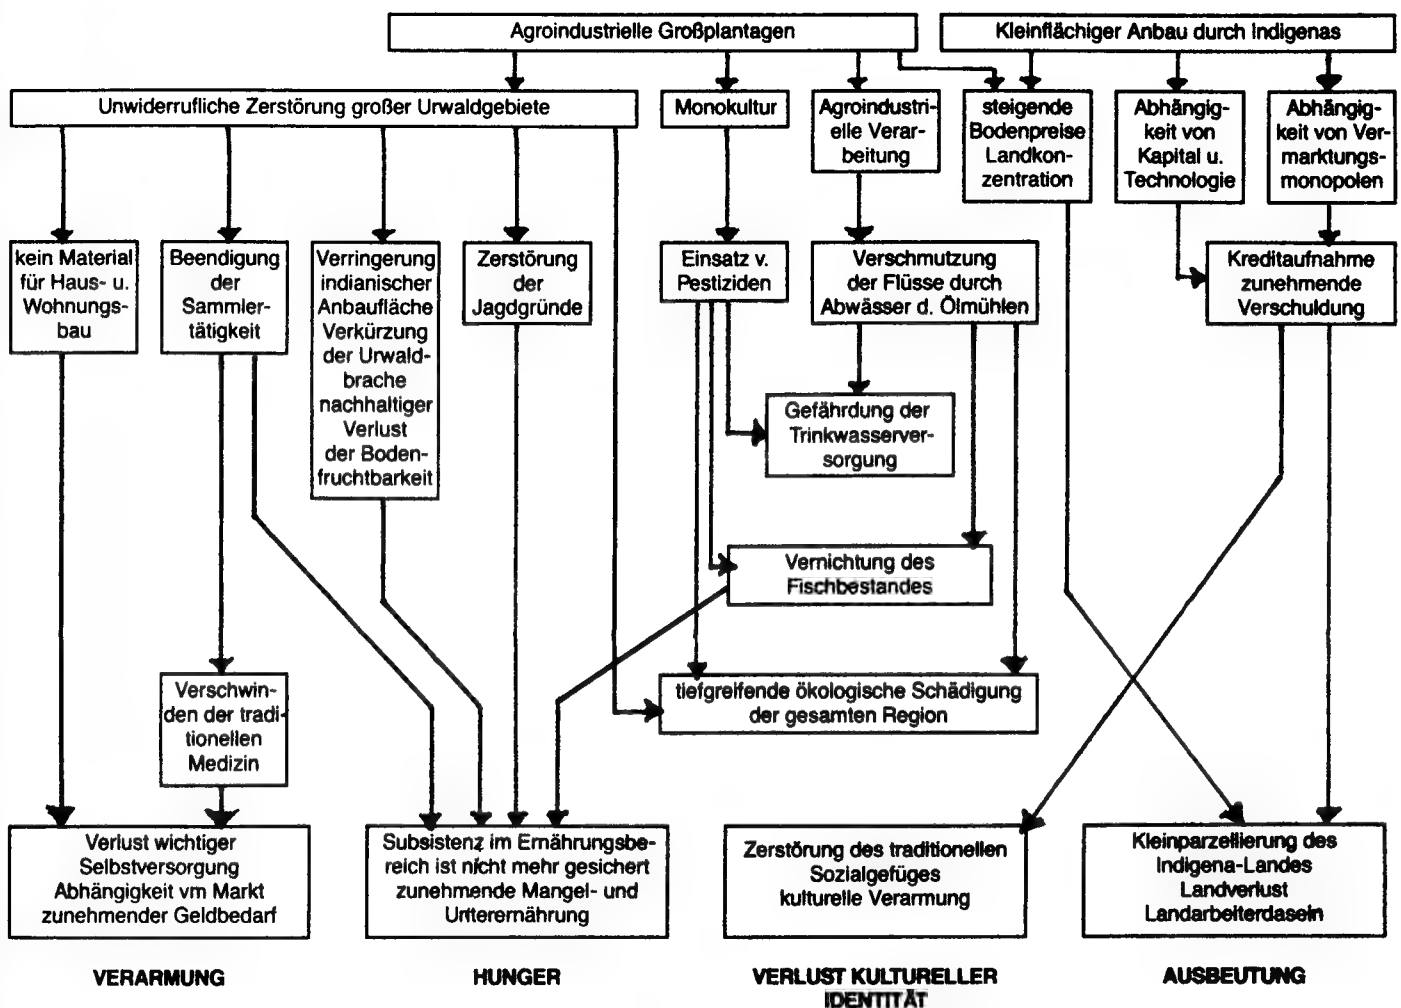 Agroindustrielle Großplantagen
Kleinflächiger Anbau durch Indigenas
Unwiderrufliche Zerstörung großer Urwaldgebiete
Monokultur
Agroindustri-
elle Verar-
beitung
steigende
Bodenpreise
Landkon-
zentration
Abhängig-
keit von
Kapital u.
Technologie
Abhängig-
keit von Ver-
marktungs-
monopolen
kein Material
für Haus- u.
Wohnungs-
bau
Beendigung
der
Sammler-
tätigkeit
Verringerung
indianischer
Anbaufläche
Verkürzung
der Urwald-
brache
nachhaltiger
Verlust
der Boden-
fruchtbarkeit
Zerstörung
der
Jagdgründe
Einsatz v.
Pestiziden
Verschmutzung
der Flüsse durch
Abwässer d. Ölmühlen
Kreditaufnahme
zunehmende
Verschuldung
Gefährdung der
Trinkwasserver-
sorgung
Vernichtung des
Fischbestandes
Verschwin-
den der tradi-
tionellen
Medizin
tiefgreifende ökologische Schädigung
der gesamten Region
Verlust wichtiger
Selbstversorgung
Abhängigkeit vm Markt
zunehmender Geldbedarf
Subsistenz im Ernährungsbe-
reich ist nicht mehr gesichert
zunehmende Mangel- und
Unterernährung
Zerstörung des traditionellen
Sozialgefüges
kulturelle Verarmung
Kleinparzellierung des
Indigena-Landes
Landverlust
Landarbeiterdasein
VERARMUNG
HUNGER
VERLUST KULTURELLER
IDENTITÄT
AUSBEUTUNG